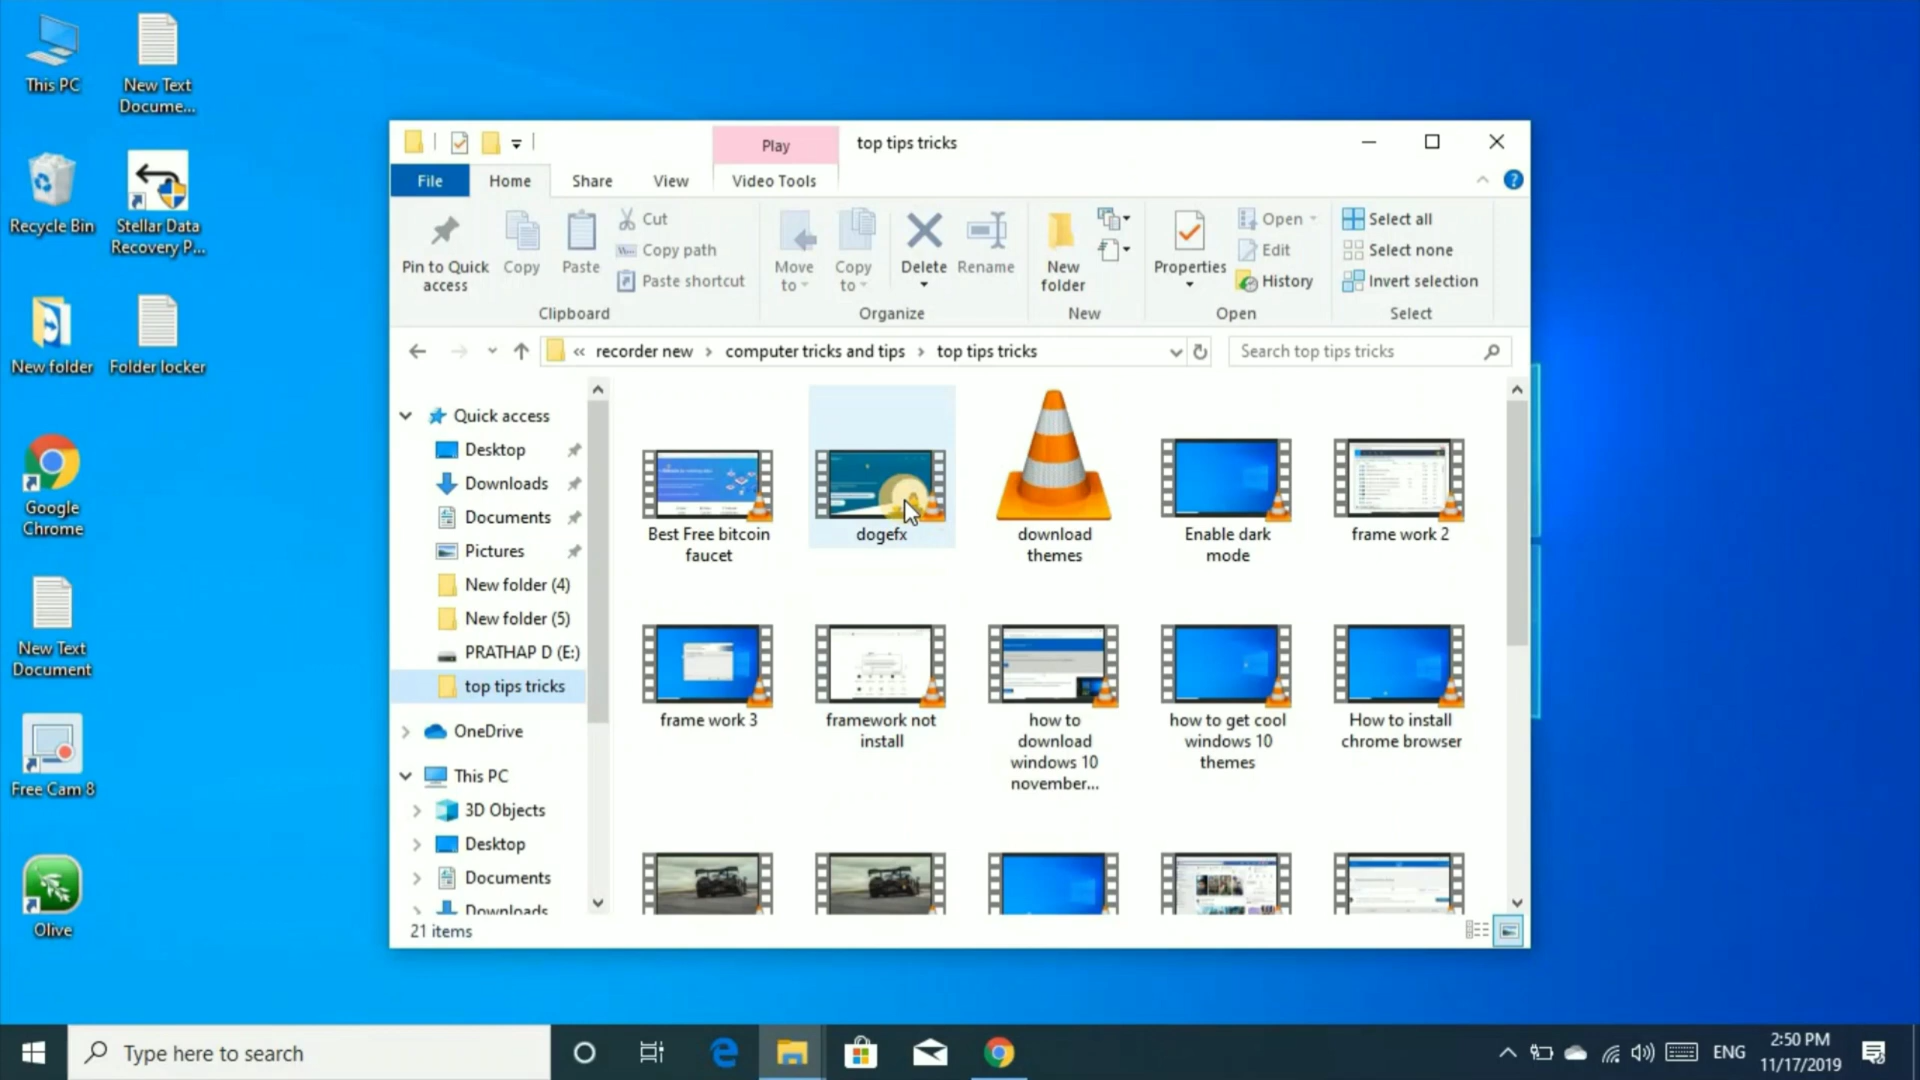 This PC
New Text
Docume...
Recycle Bin
Stellar Data
Recovery P...
New folder
Folder locker
Google
Chrome
New Text
Document
Free Cam 8
Olive
Play
top tips tricks
File
Home
Share
View
Video Tools
Pin to Quick
access
Copy
Paste
Cut
Copy path
Paste shortcut
Clipboard
Move
to
Copy
to
Delete
Rename
Organize
New
folder
New
Properties
Open
Edit
History
Open
Select all
Select none
Invert selection
Select
« recorder new › computer tricks and tips › top tips tricks
Search top tips tricks
Quick access
Desktop
Downloads
Documents
Pictures
New folder (4)
New folder (5)
PRATHAP D (E:)
top tips tricks
OneDrive
This PC
3D Objects
Desktop
Documents
Downloads
Best Free bitcoin
faucet
dogefx
download
themes
Enable dark
mode
frame work 2
frame work 3
framework not
install
how to
download
windows 10
november...
how to get cool
windows 10
themes
How to install
chrome browser
21 items
Type here to search
ENG
2:50 PM
11/17/2019